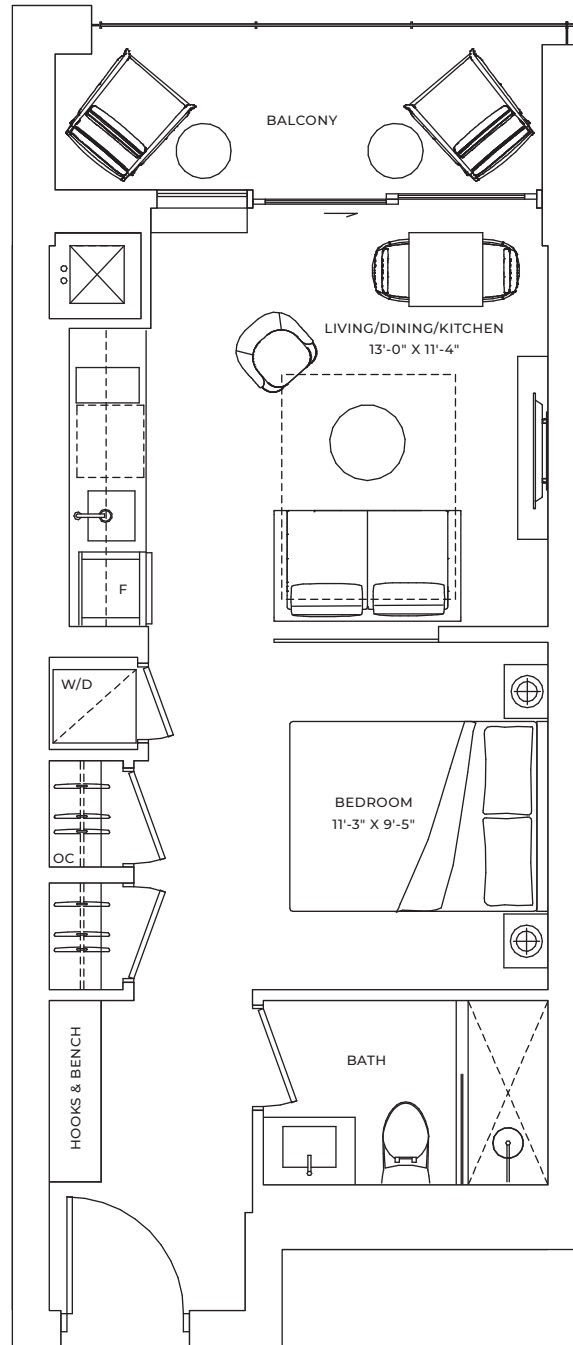 BALCONY
LIVING/DINING/KITCHEN
13'-0" X 11'-4"
F
W/D
BEDROOM
11'-3" X 9'-5"
OC
HOOKS & BENCH
BATH